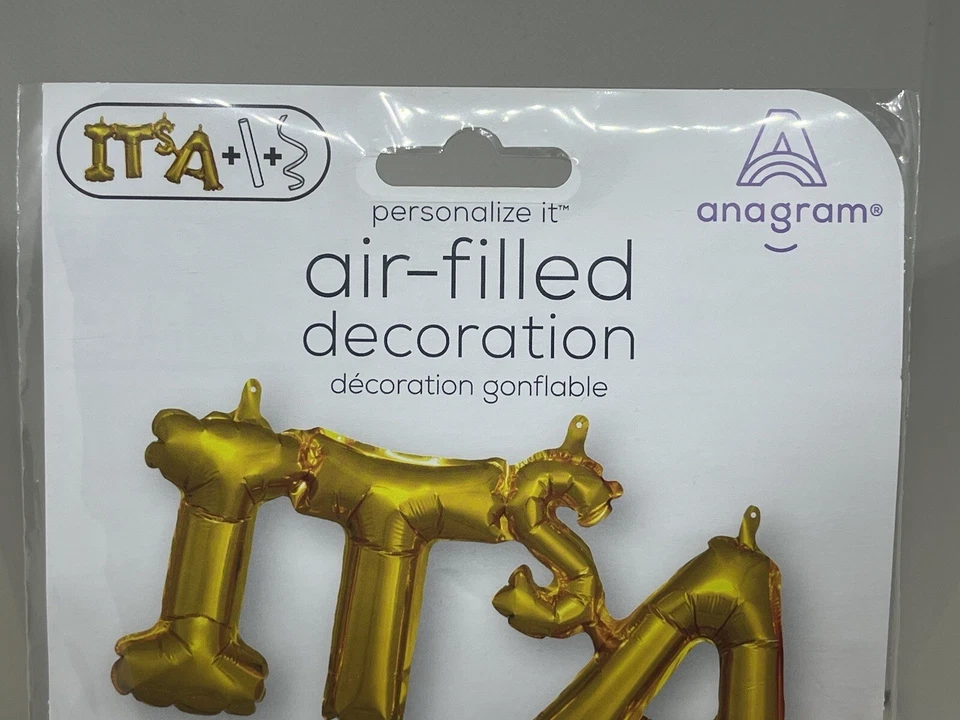 IT'S A + +
personalize it™
air-filled
decoration
décoration gonflable
A
anagram®
IT'S A